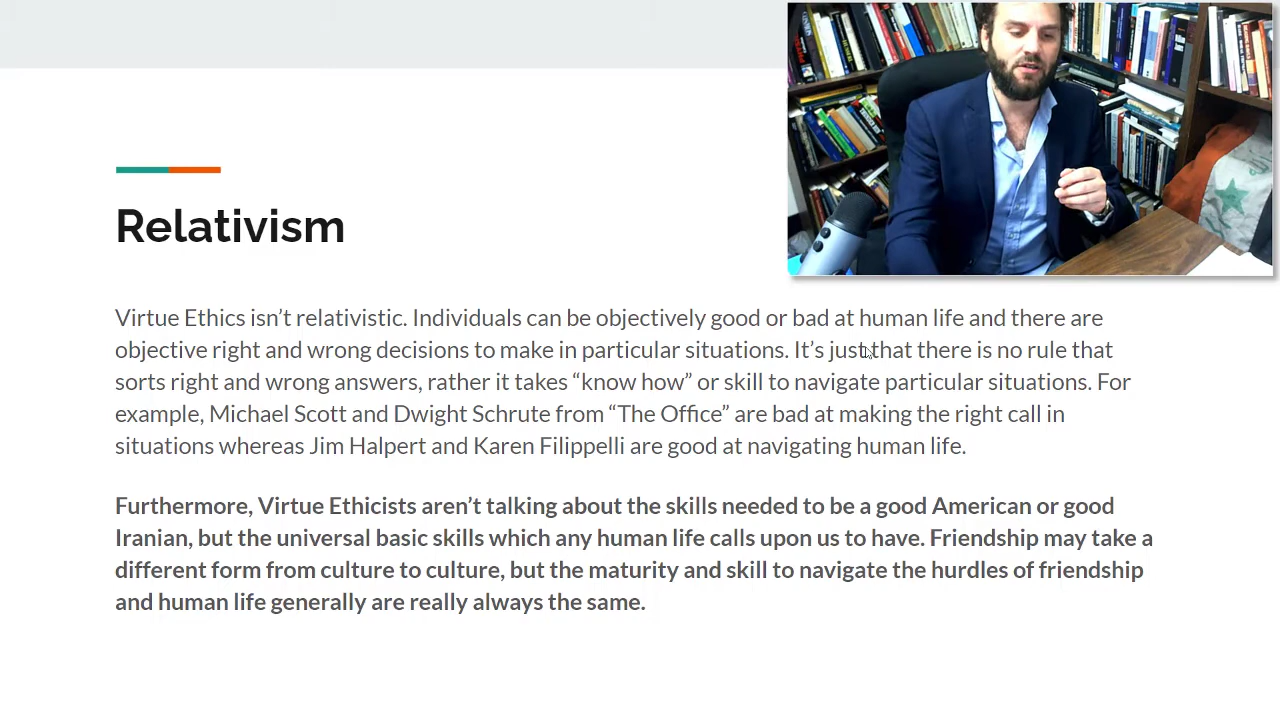 Relativism
Virtue Ethics isn’t relativistic. Individuals can be objectively good or bad at human life and there are
objective right and wrong decisions to make in particular situations. It’s just that there is no rule that
sorts right and wrong answers, rather it takes “know how” or skill to navigate particular situations. For
example, Michael Scott and Dwight Schrute from “The Office” are bad at making the right call in
situations whereas Jim Halpert and Karen Filippelli are good at navigating human life.
Furthermore, Virtue Ethicists aren’t talking about the skills needed to be a good American or good
Iranian, but the universal basic skills which any human life calls upon us to have. Friendship may take a
different form from culture to culture, but the maturity and skill to navigate the hurdles of friendship
and human life generally are really always the same.